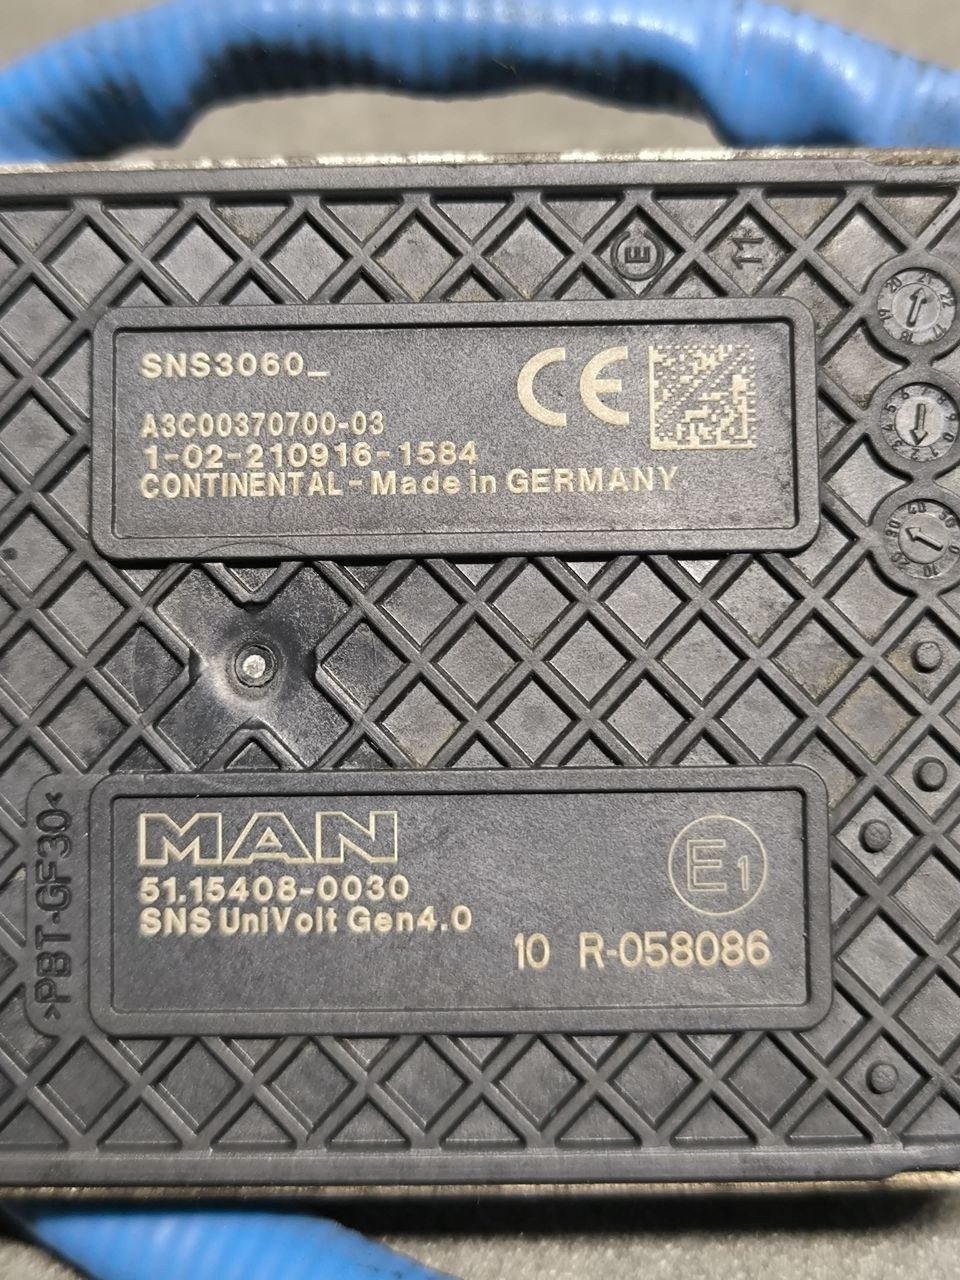 E
11
SNS3060_
CE
A3C00370700-03
1-02-210916-1584
CONTINENTAL - Made in GERMANY
>PBT-GF30<
MAN
51.15408-0030
SNS UniVolt Gen4.0
E1
10 R-058086